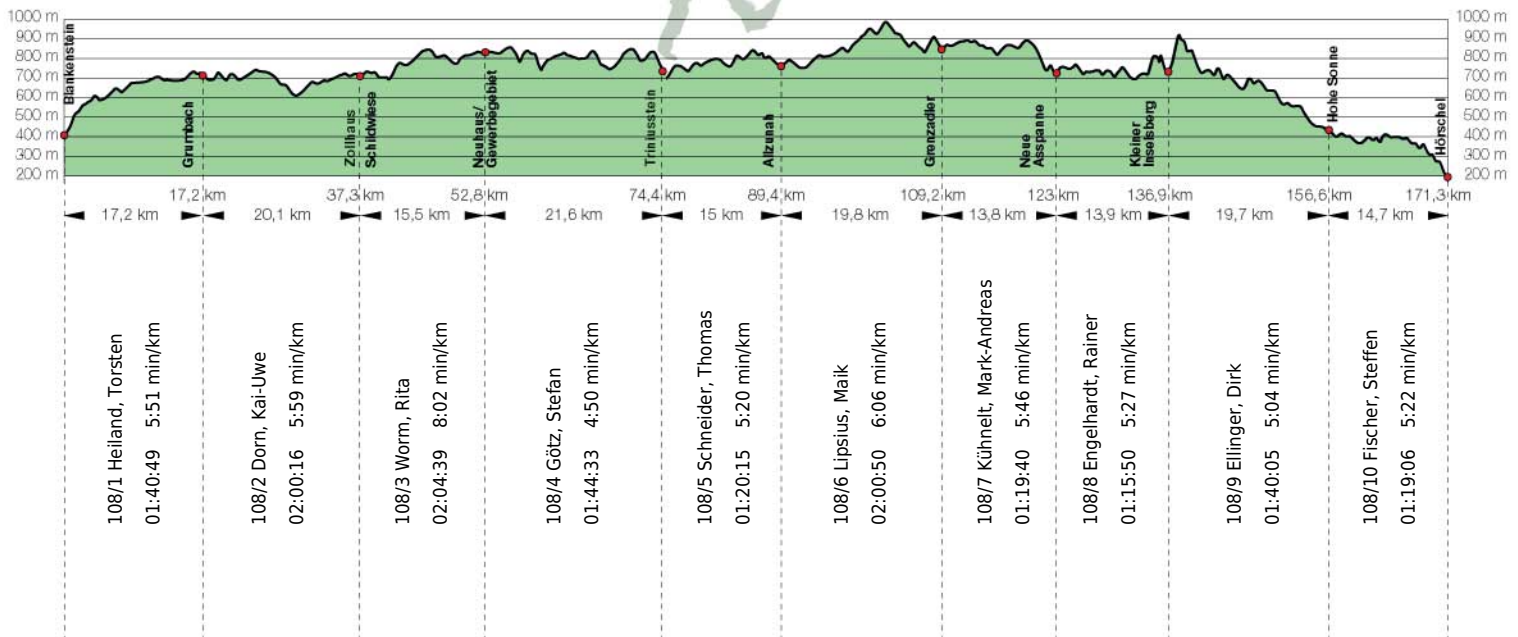 1000 m
900 m
800 m
700 m
600 m
500 m
400 m
300 m
200 m
1000 m
900 m
800 m
700 m
600 m
500 m
400 m
300 m
200 m
Blankenstein
Grumbach
Zollhaus
Schildwiese
Neuhaus/
Gewerbegebiet
Triniusstein
Allzunah
Grenzadler
Neue
Asspanne
Kleiner
Inselsberg
Hohe Sonne
Hörschel
17,2 km
37,3 km
52,8 km
74,4 km
89,4 km
109,2 km
123 km
136,9 km
156,6 km
171,3 km
17,2 km
20,1 km
15,5 km
21,6 km
15 km
19,8 km
13,8 km
13,9 km
19,7 km
14,7 km
108/1 Heiland, Torsten
01:40:49 5:51 min/km
108/2 Dorn, Kai-Uwe
02:00:16 5:59 min/km
108/3 Worm, Rita
02:04:39 8:02 min/km
108/4 Götz, Stefan
01:44:33 4:50 min/km
108/5 Schneider, Thomas
01:20:15 5:20 min/km
108/6 Lipsius, Maik
02:00:50 6:06 min/km
108/7 Kühnelt, Mark-Andreas
01:19:40 5:46 min/km
108/8 Engelhardt, Rainer
01:15:50 5:27 min/km
108/9 Ellinger, Dirk
01:40:05 5:04 min/km
108/10 Fischer, Steffen
01:19:06 5:22 min/km